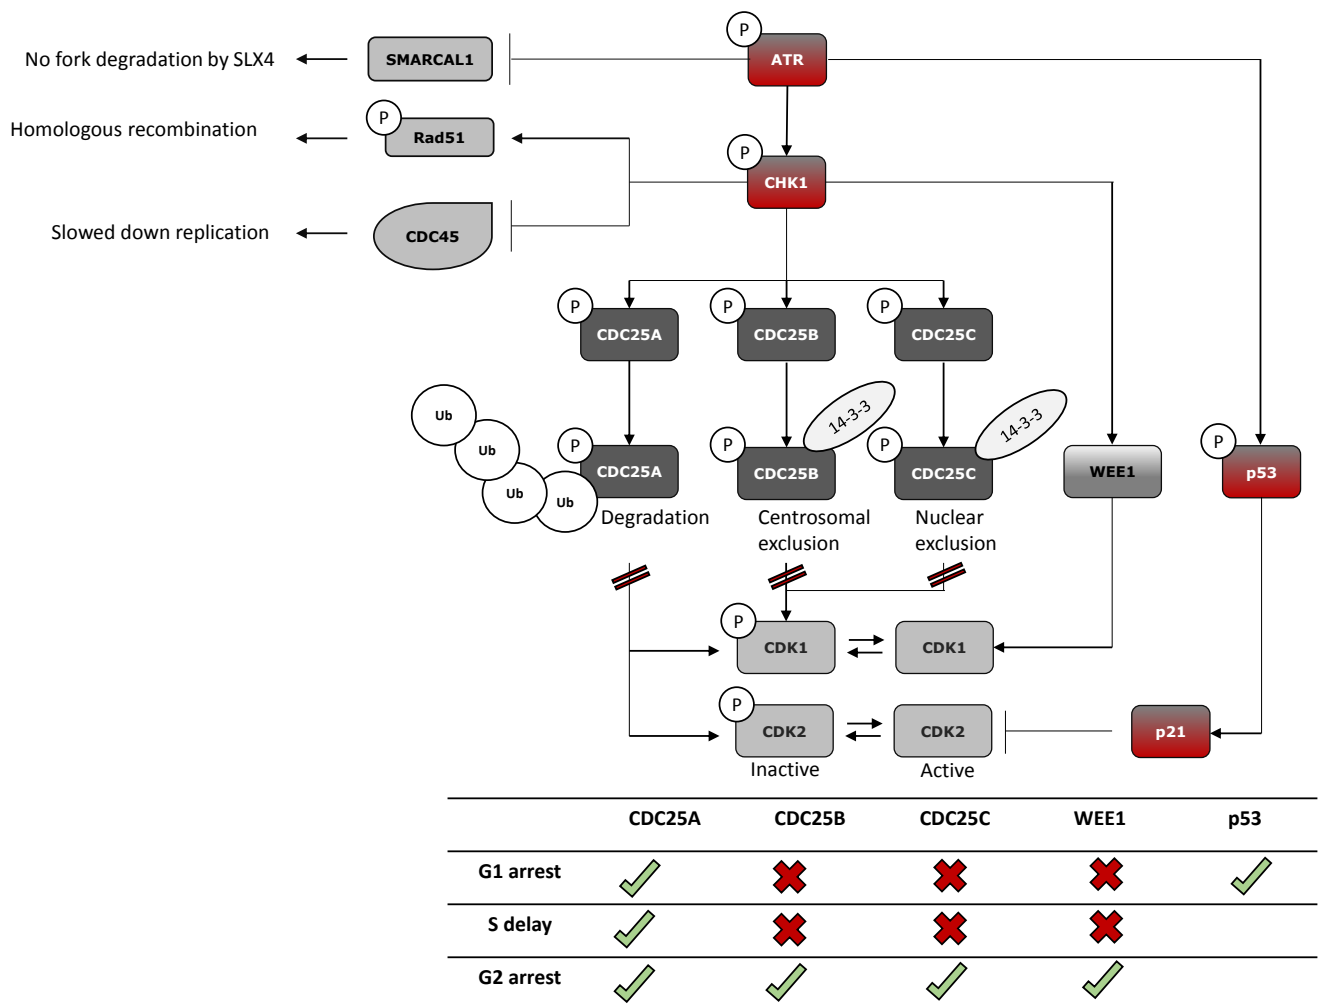 P
No fork degradation by SLX4
SMARCAL1
ATR
P
Homologous recombination
Rad51
P
CHK1
Slowed down replication
CDC45
P
CDC25A
P
CDC25B
P
CDC25C
14-3-3
14-3-3
Ub
Ub
Ub
Ub
P
CDC25A
P
CDC25B
P
CDC25C
WEE1
P
p53
Degradation
Centrosomal
exclusion
Nuclear
exclusion
P
CDK1
CDK1
P
CDK2
CDK2
p21
Inactive
Active
CDC25A CDC25B CDC25C WEE1 p53
G1 arrest
S delay
G2 arrest